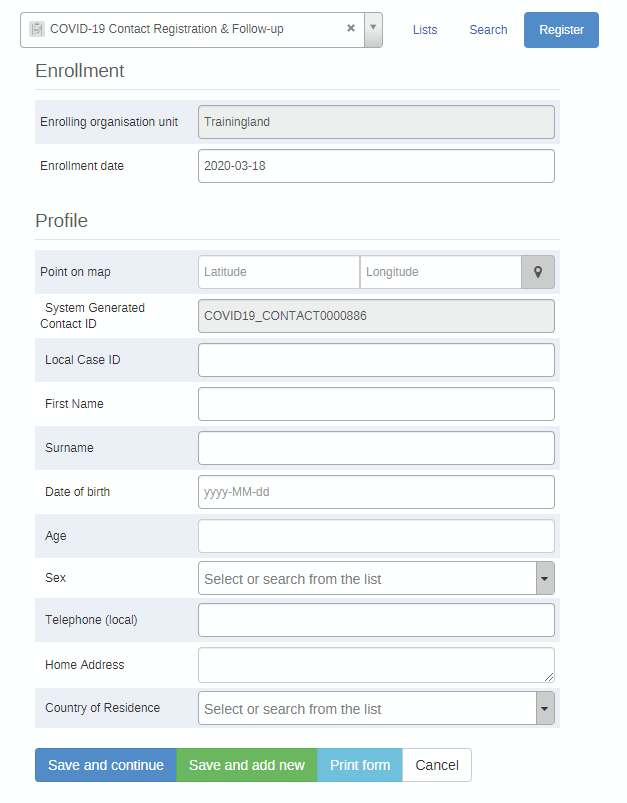 COVID-19 Contact Registration & Follow-up
Lists
Search
Register
Enrollment
Enrolling organisation unit
Trainingland
Enrollment date
2020-03-18
Profile
Point on map
Latitude
Longitude
System Generated
Contact ID
COVID19_CONTACT0000886
Local Case ID
First Name
Surname
Date of birth
yyyy-MM-dd
Age
Sex
Select or search from the list
Telephone (local)
Home Address
Country of Residence
Select or search from the list
Save and continue
Save and add new
Print form
Cancel